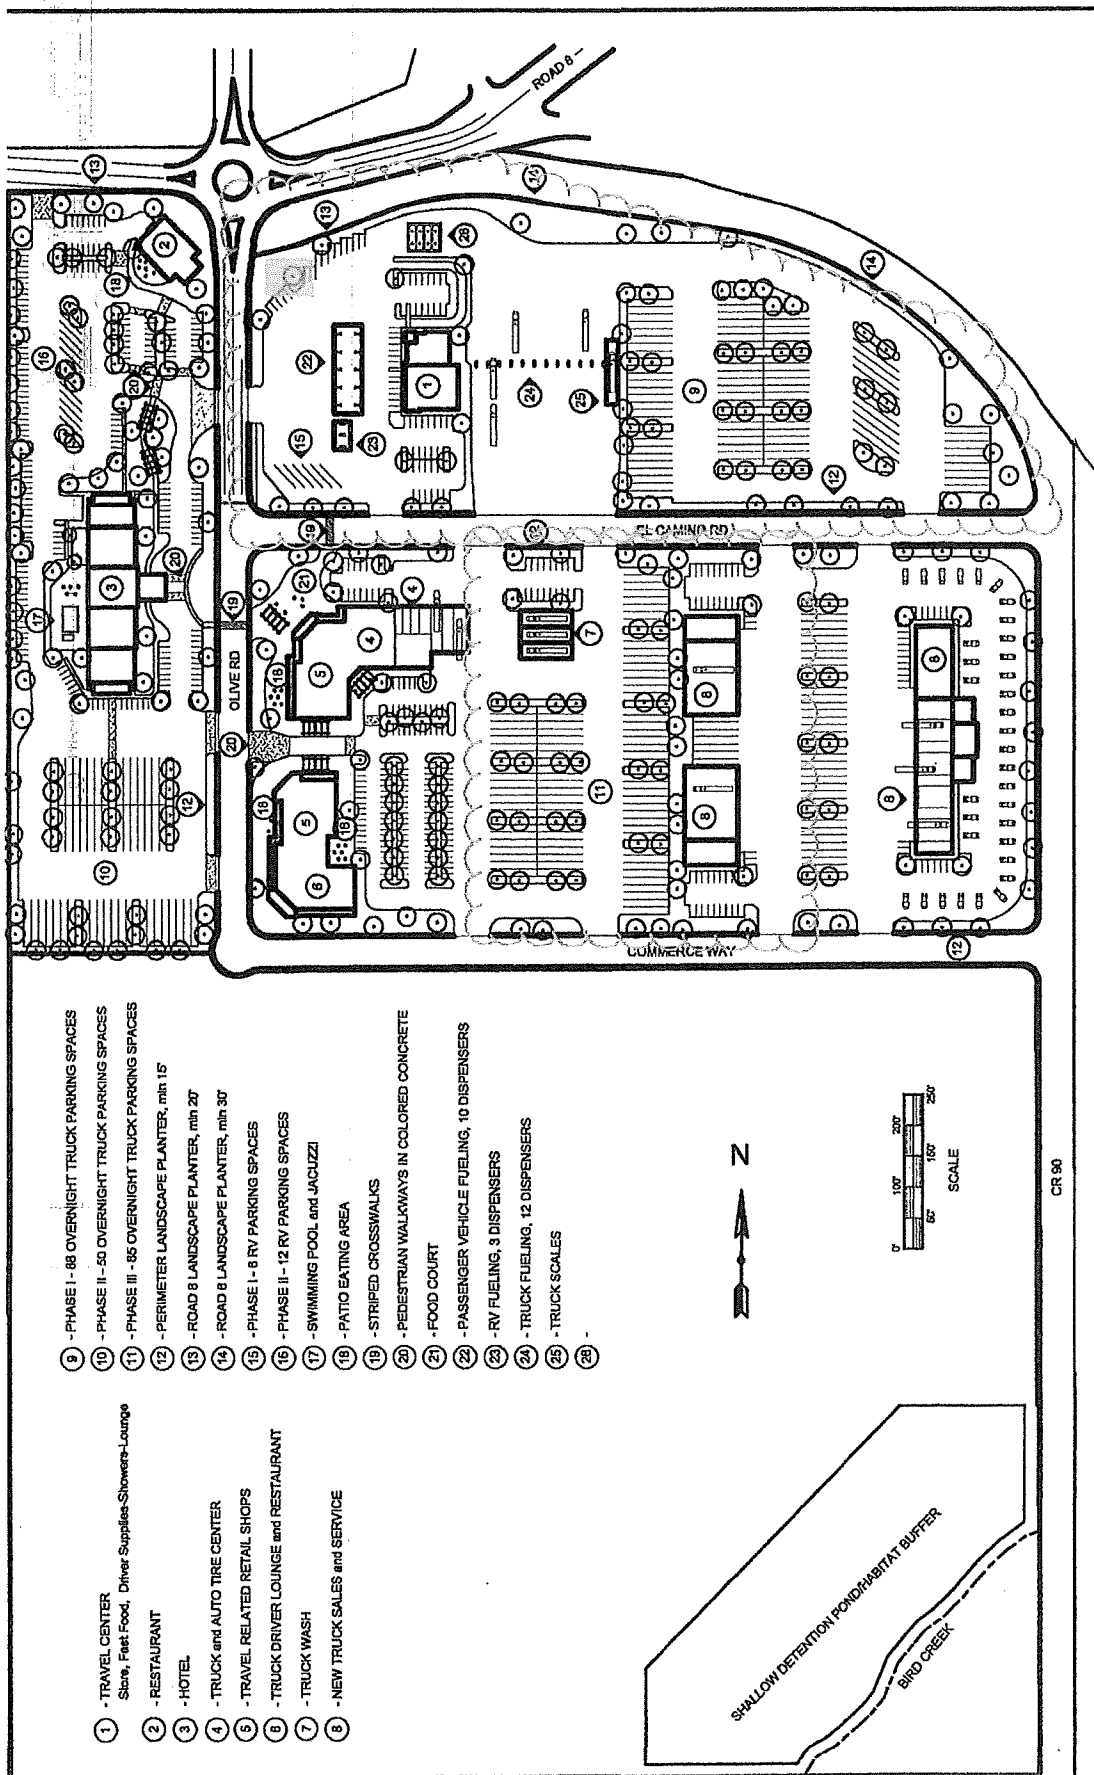 1 - TRAVEL CENTER
Store, Fast Food, Driver Supplies-Showers-Lounge
2 - RESTAURANT
3 - HOTEL
4 - TRUCK and AUTO TIRE CENTER
5 - TRAVEL RELATED RETAIL SHOPS
6 - TRUCK DRIVER LOUNGE and RESTAURANT
7 - TRUCK WASH
8 - NEW TRUCK SALES and SERVICE
9 - PHASE I - 88 OVERNIGHT TRUCK PARKING SPACES
10 - PHASE II - 50 OVERNIGHT TRUCK PARKING SPACES
11 - PHASE III - 85 OVERNIGHT TRUCK PARKING SPACES
12 - PERIMETER LANDSCAPE PLANTER, min 15'
13 - ROAD 8 LANDSCAPE PLANTER, min 20'
14 - ROAD 8 LANDSCAPE PLANTER, min 30'
15 - PHASE I - 6 RV PARKING SPACES
16 - PHASE II - 12 RV PARKING SPACES
17 - SWIMMING POOL and JACUZZI
18 - PATIO EATING AREA
19 - STRIPED CROSSWALKS
20 - PEDESTRIAN WALKWAYS IN COLORED CONCRETE
21 - FOOD COURT
22 - PASSENGER VEHICLE FUELING, 10 DISPENSERS
23 - RV FUELING, 3 DISPENSERS
24 - TRUCK FUELING, 12 DISPENSERS
25 - TRUCK SCALES
26 -
ROAD 8
OLIVE RD
EL CAMINO RD
COMMERCE WAY
N
0' 50' 100' 150' 200' 250'
SCALE
CR 90
SHALLOW DETENTION POND/HABITAT BUFFER
BIRD CREEK